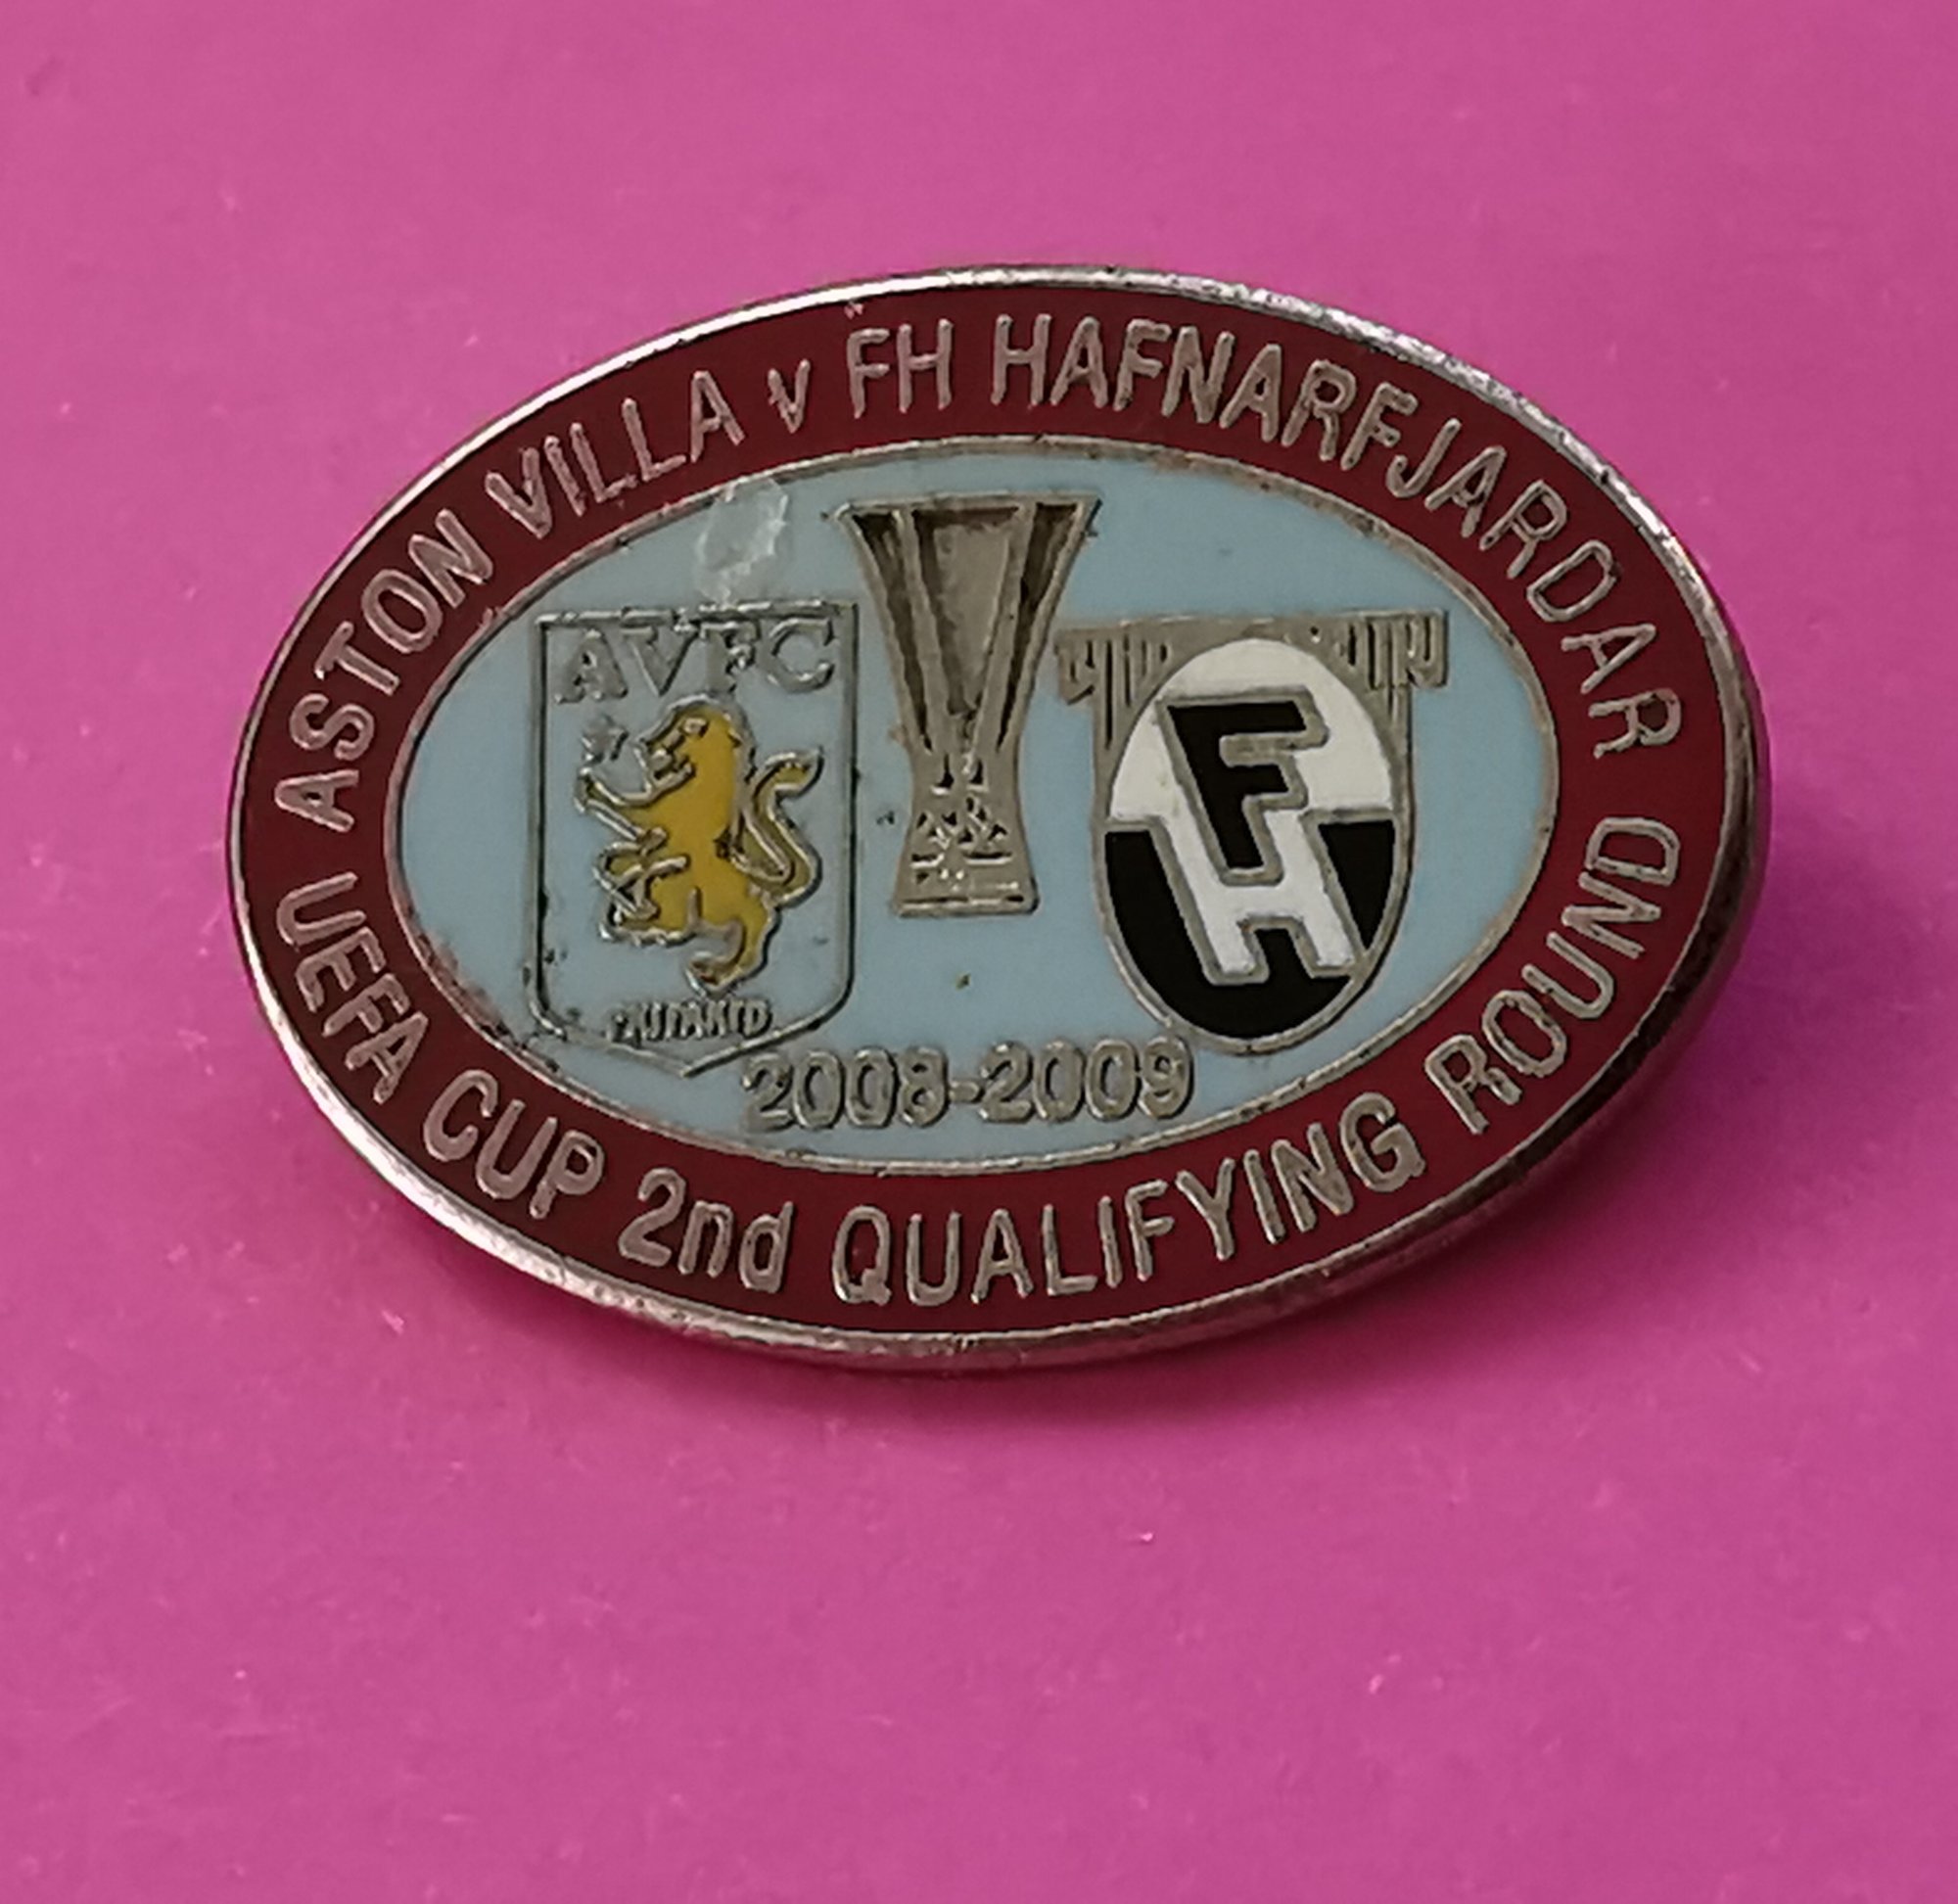 ASTON VILLA v FH HAFNARFJARDAR
AVFC
FH
2008-2009
UEFA CUP 2nd QUALIFYING ROUND